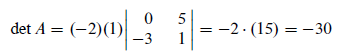 det A = (−2)(1) | 0 5 | = −2 · (15) = −30
| −3 1 |